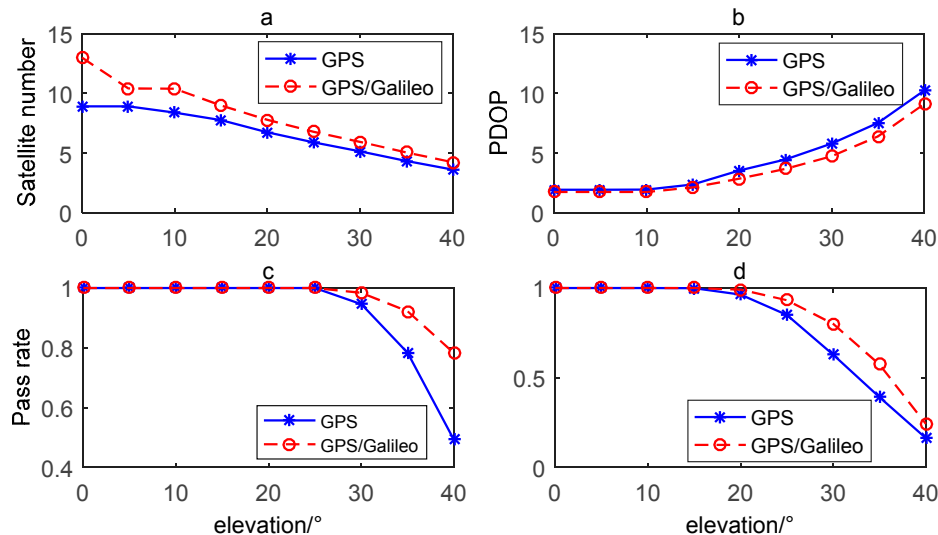 a
Satellite number
15
10
5
0
GPS
GPS/Galileo
0 10 20 30 40
b
PDOP
15
10
5
0
GPS
GPS/Galileo
0 10 20 30 40
c
Pass rate
1
0.8
0.6
0.4
GPS
GPS/Galileo
0 10 20 30 40
elevation/°
d
1
0.5
0
GPS
GPS/Galileo
0 10 20 30 40
elevation/°